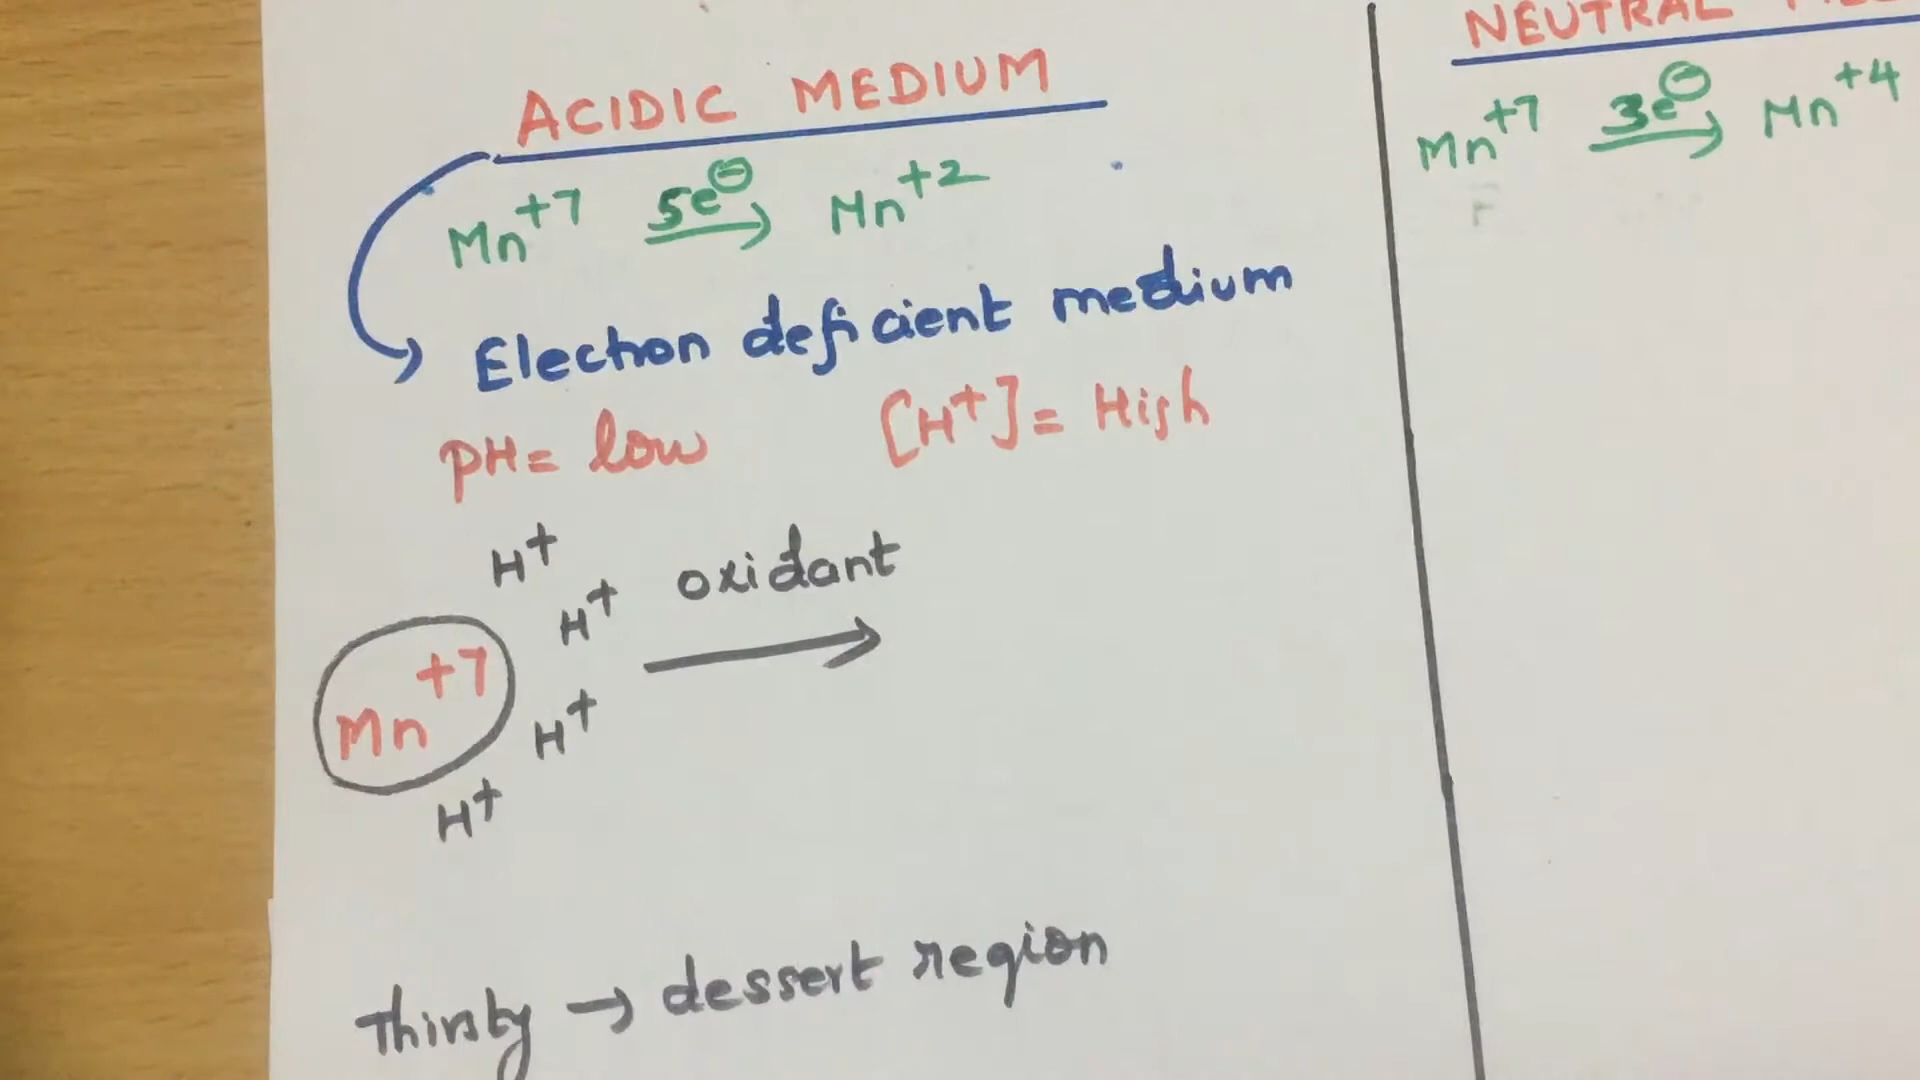 ACIDIC MEDIUM
Mn+7 5e⊖ → Mn+2
Electron deficient medium
pH = low [H+] = High
H+
H+
oxidant
→
Mn+7
H+
H+
Thirsty → dessert region
NEUTRAL
Mn+7 3e⊖ → Mn+4